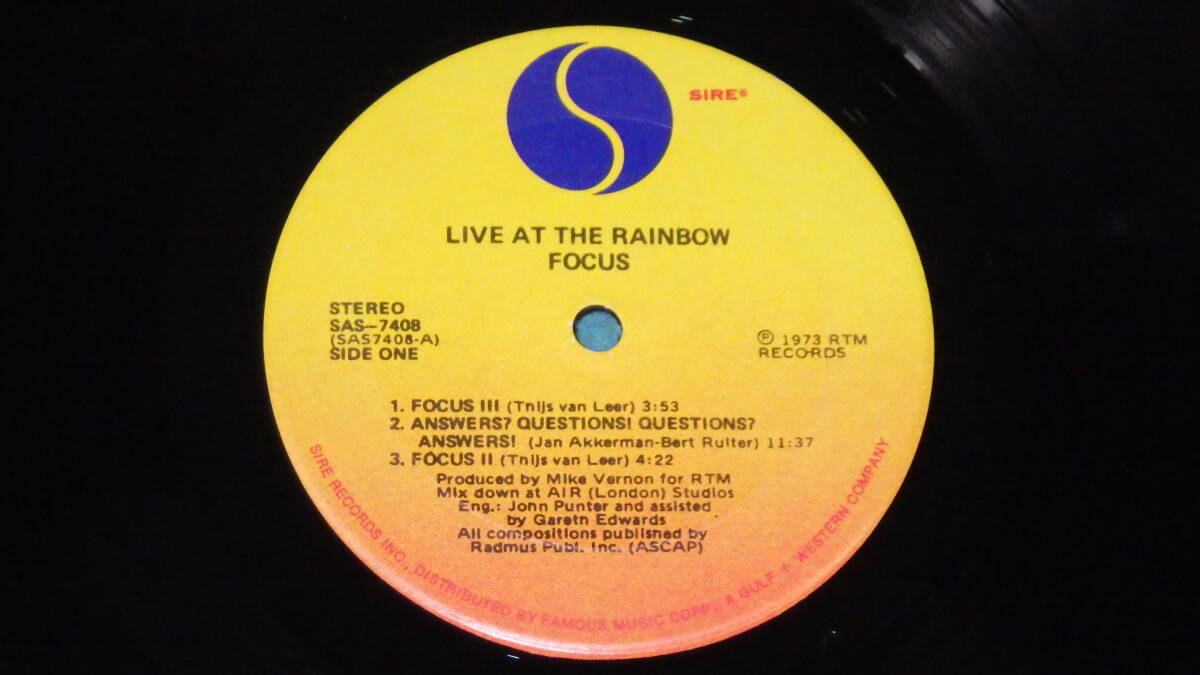 SIRE®
LIVE AT THE RAINBOW
FOCUS
STEREO
SAS-7408
(SAS7408-A)
SIDE ONE
℗ 1973 RTM
RECORDS
1. FOCUS III (Thijs van Leer) 3:53
2. ANSWERS? QUESTIONS! QUESTIONS?
ANSWERS! (Jan Akkerman-Bert Ruiter) 11:37
3. FOCUS II (Thijs van Leer) 4:22
Produced by Mike Vernon for RTM
Mix down at AIR (London) Studios
Eng.: John Punter and assisted
by Gareth Edwards
All compositions published by
Radmus Publ. Inc. (ASCAP)
SIRE RECORDS INC., DISTRIBUTED BY FAMOUS MUSIC CORP., A GULF + WESTERN COMPANY